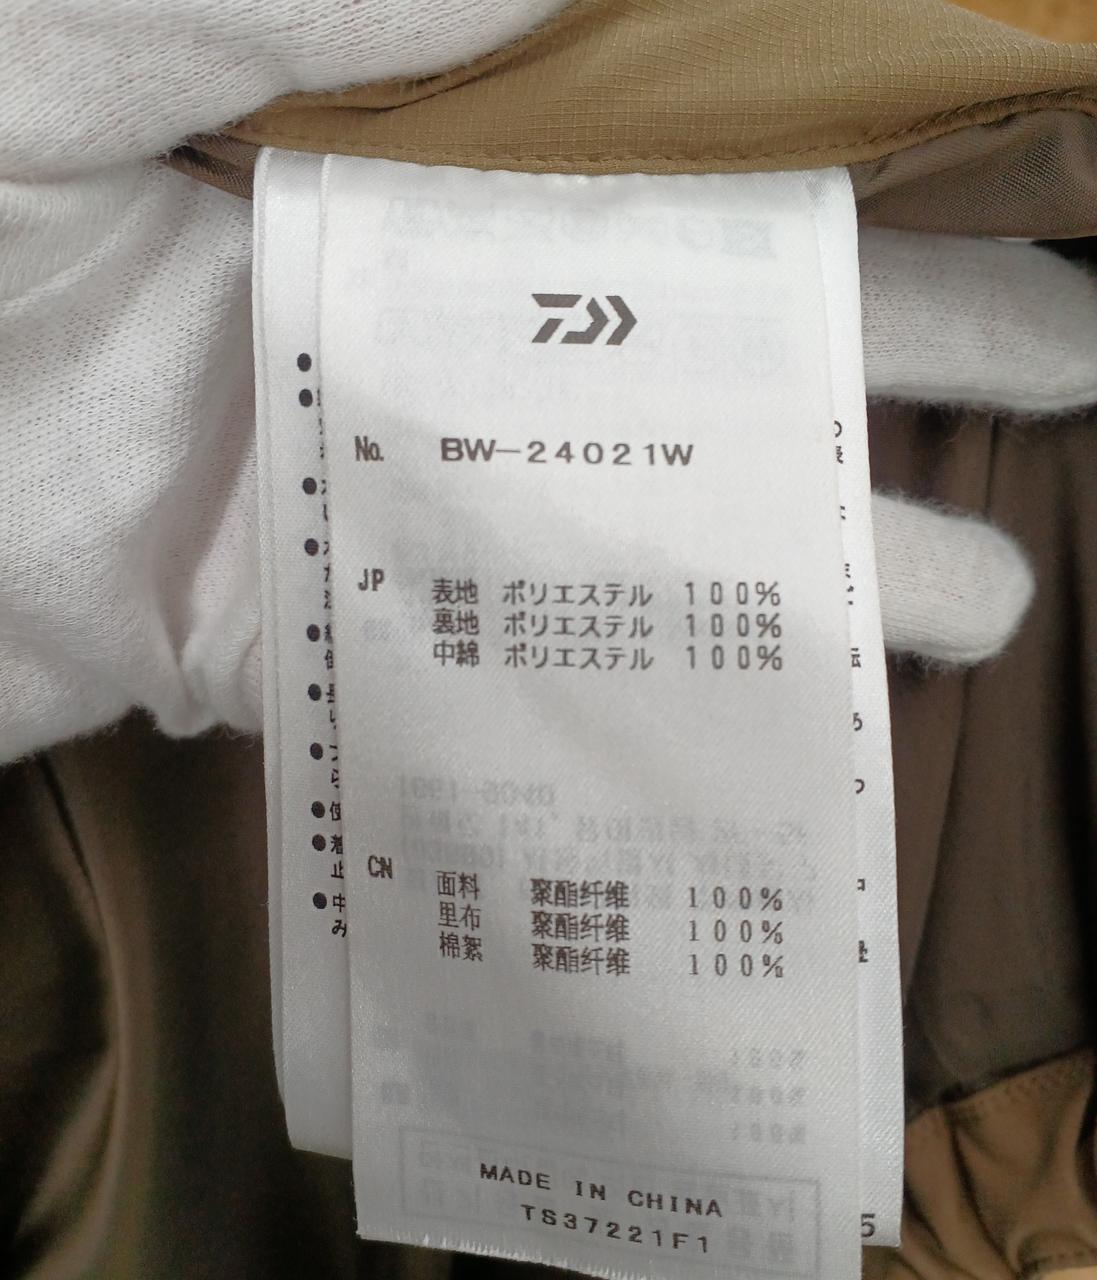 No. BW-24021W
JP 表地 ポリエステル 100%
裏地 ポリエステル 100%
中綿 ポリエステル 100%
CN 面料 聚酯纤维 100%
里布 聚酯纤维 100%
棉絮 聚酯纤维 100%
MADE IN CHINA
TS37221F1